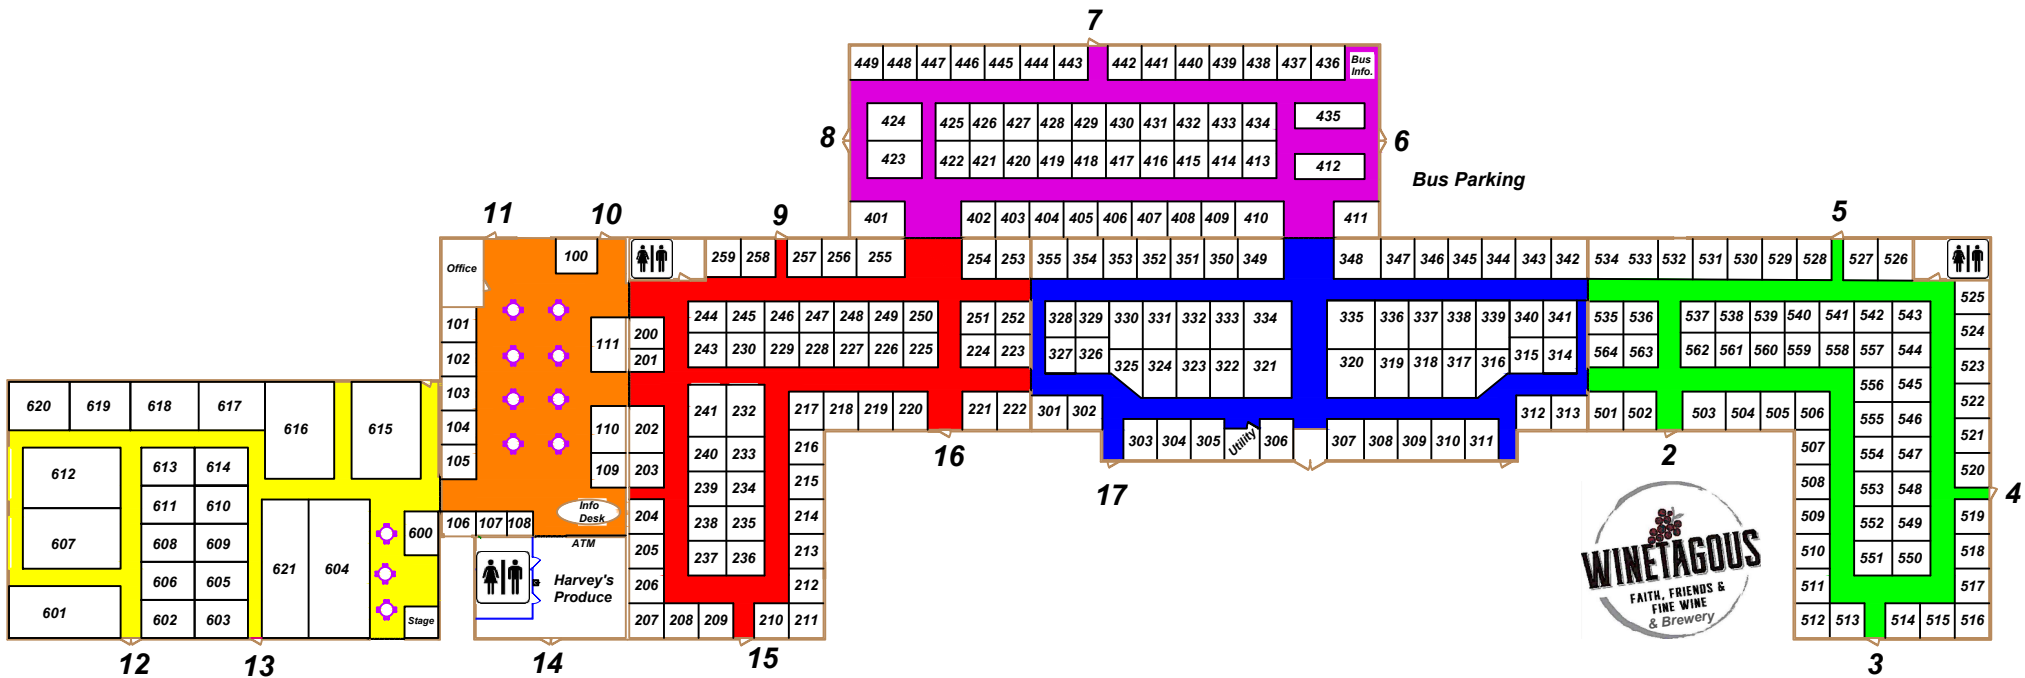 7
449 448 447 446 445 444 443 442 441 440 439 438 437 436 Bus
Info.
424 425 426 427 428 429 430 431 432 433 434 435
8 6
423 422 421 420 419 418 417 416 415 414 413 412
Bus Parking
11 10 9 401 402 403 404 405 406 407 408 409 410 411 5
Office 100 259 258 257 256 255 254 253 355 354 353 352 351 350 349 348 347 346 345 344 343 342 534 533 532 531 530 529 528 527 526
525
101 111 200 244 245 246 247 248 249 250 251 252 328 329 330 331 332 333 334 335 336 337 338 339 340 341 535 536 537 538 539 540 541 542 543 524
102 201 243 230 229 228 227 226 225 224 223 327 326 325 324 323 322 321 320 319 318 317 316 315 314 564 563 562 561 560 559 558 557 544 523
103 556 545 522
620 619 618 617 616 615 104 110 202 241 232 217 218 219 220 221 222 301 302 312 313 501 502 503 504 505 506 555 546 521
303 304 305 Utility 306 307 308 309 310 311
16 2
105 109 203 240 233 216 507 554 547 520
612 613 614
239 234 215 508 553 548 4
17
611 610 621 604 600 106 107 108 Info
Desk
204 238 235 214 509 552 549 519
607 608 609 ATM 205 237 236 213 510 551 550 518
606 605 Harvey's
Produce
206 212 511 517
601 602 603 Stage 207 208 209 210 211 512 513 514 515 516
WINETAGOUS
FAITH, FRIENDS &
FINE WINE
& Brewery
12 13 14 15 3